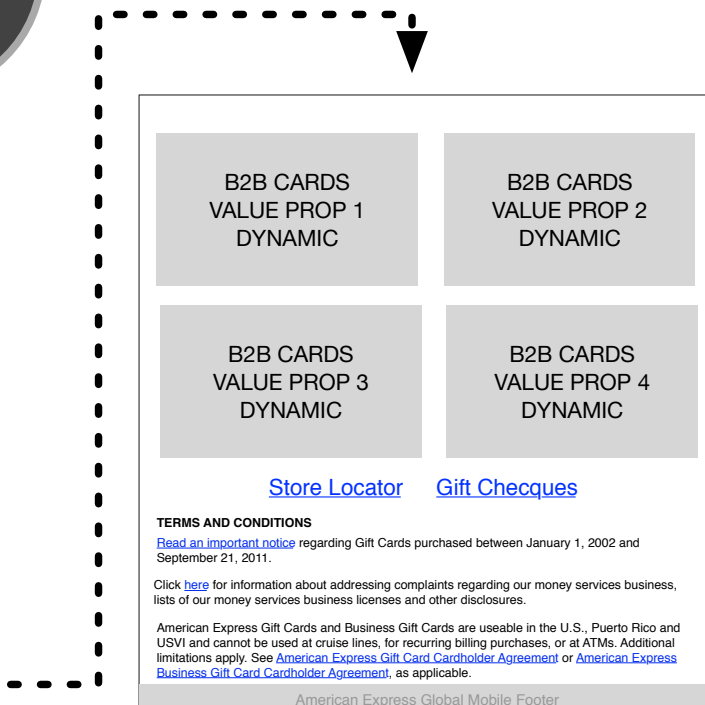 B2B CARDS
VALUE PROP 1
DYNAMIC
B2B CARDS
VALUE PROP 2
DYNAMIC
B2B CARDS
VALUE PROP 3
DYNAMIC
B2B CARDS
VALUE PROP 4
DYNAMIC
Store Locator Gift Checques
TERMS AND CONDITIONS
Read an important notice regarding Gift Cards purchased between January 1, 2002 and
September 21, 2011.
Click here for information about addressing complaints regarding our money services business,
lists of our money services business licenses and other disclosures.
American Express Gift Cards and Business Gift Cards are useable in the U.S., Puerto Rico and
USVI and cannot be used at cruise lines, for recurring billing purchases, or at ATMs. Additional
limitations apply. See American Express Gift Card Cardholder Agreement or American Express
Business Gift Card Cardholder Agreement, as applicable.
American Express Global Mobile Footer